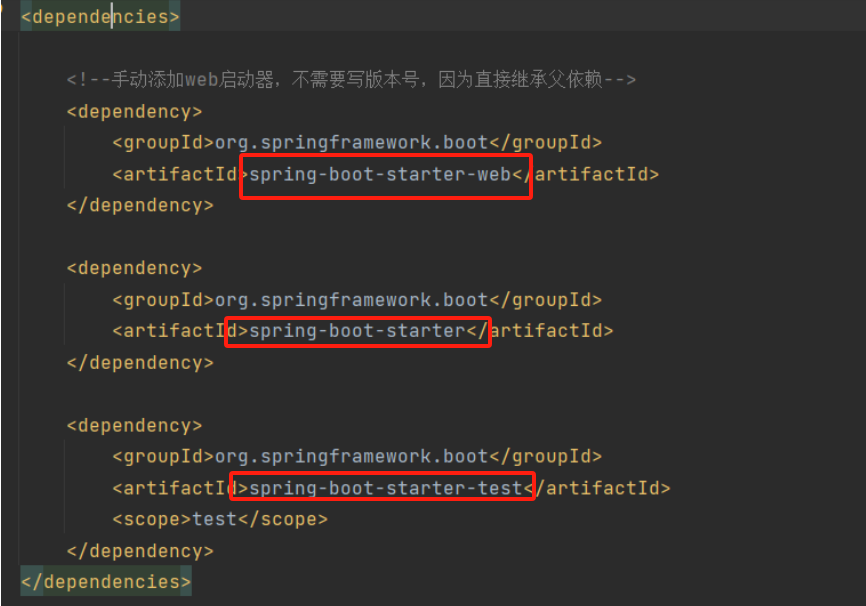 <dependencies>
<!--手动添加web启动器，不需要写版本号，因为直接继承父依赖-->
<dependency>
<groupId>org.springframework.boot</groupId>
<artifactId>spring-boot-starter-web</artifactId>
</dependency>
<dependency>
<groupId>org.springframework.boot</groupId>
<artifactId>spring-boot-starter</artifactId>
</dependency>
<dependency>
<groupId>org.springframework.boot</groupId>
<artifactId>spring-boot-starter-test</artifactId>
<scope>test</scope>
</dependency>
</dependencies>